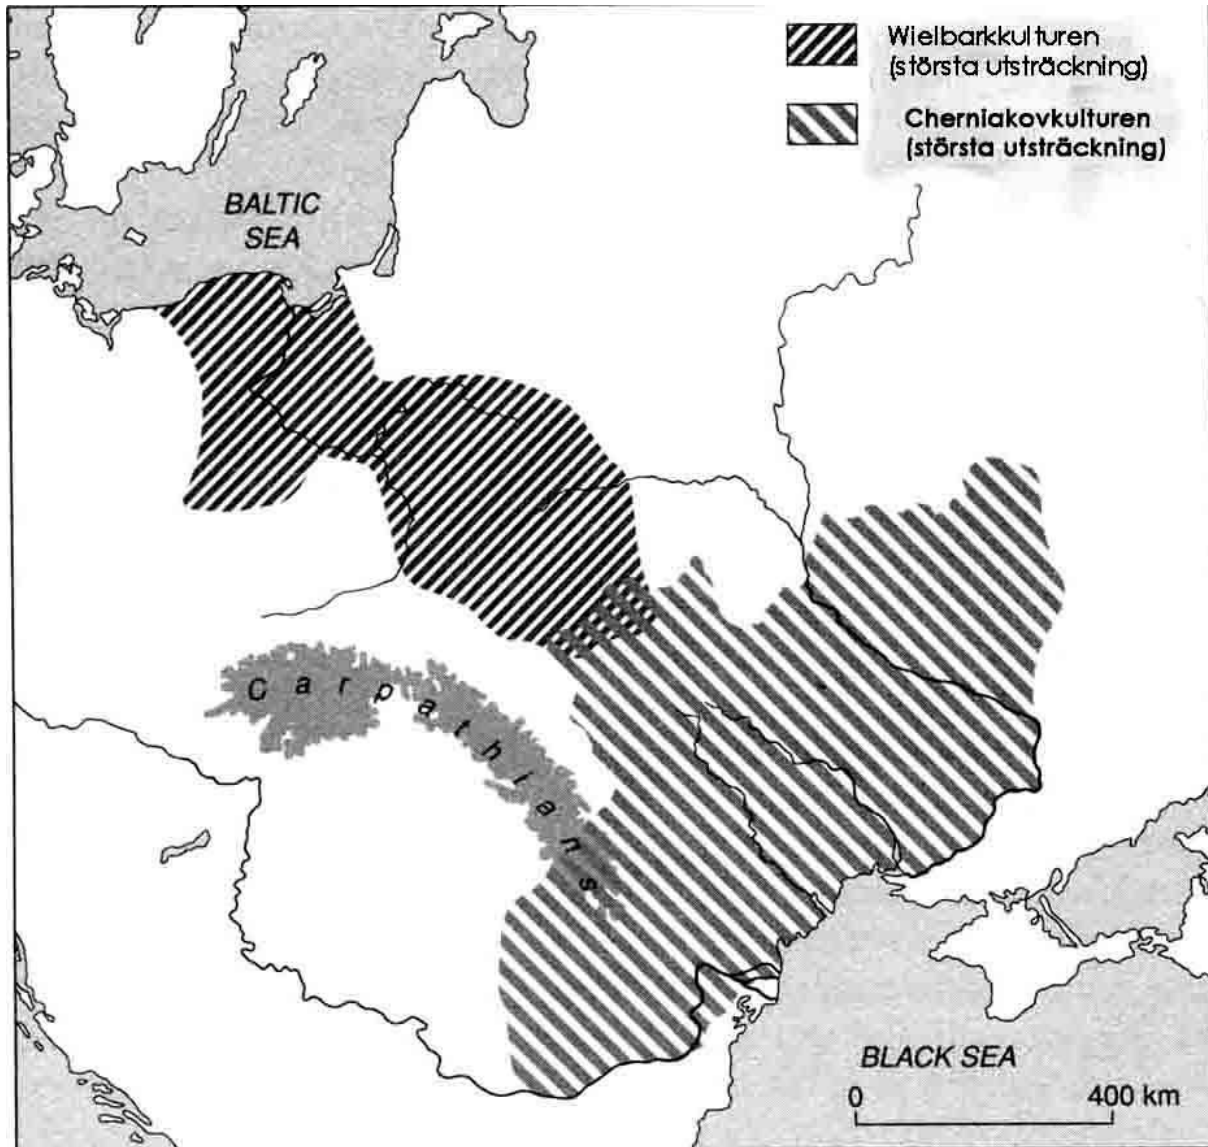 Wielbarkkulturen
(största utsträckning)
Cherniakovkulturen
(största utsträckning)
BALTIC
SEA
Carpathians
BLACK SEA
0 400 km